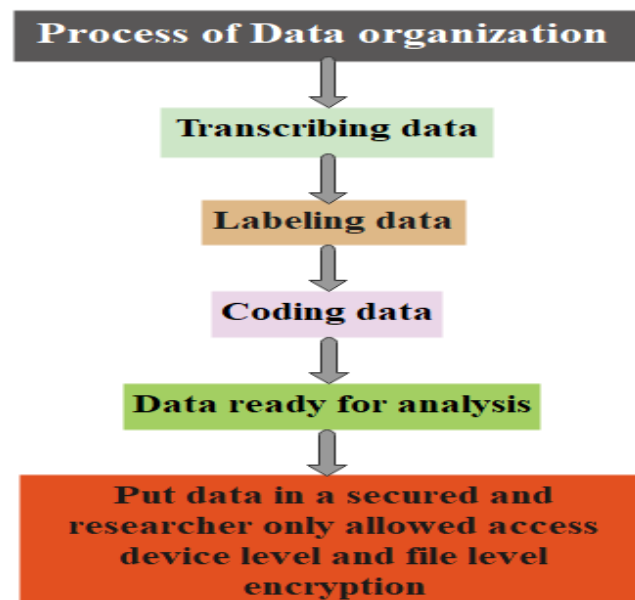 Process of Data organization
Transcribing data
Labeling data
Coding data
Data ready for analysis
Put data in a secured and
researcher only allowed access
device level and file level
encryption